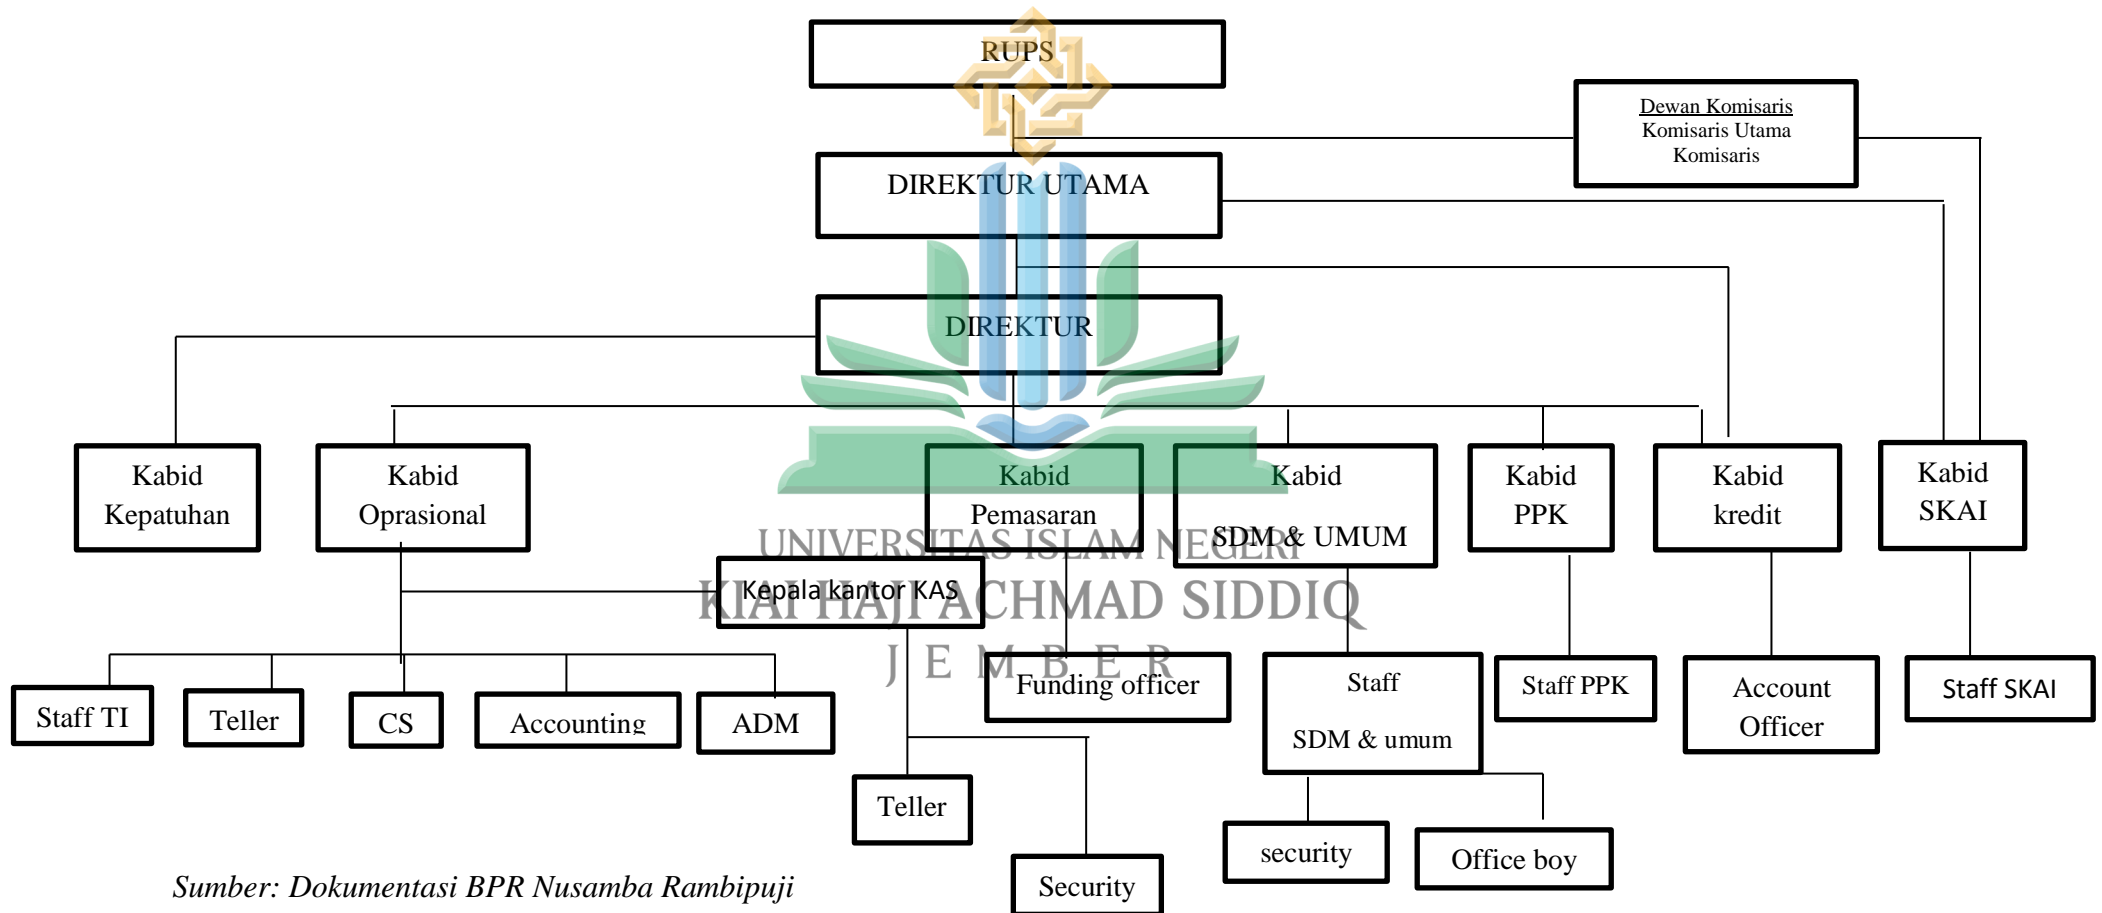 RUPS
Dewan Komisaris
Komisaris Utama
Komisaris
DIREKTUR UTAMA
DIREKTUR
Kabid
Kepatuhan
Kabid
Oprasional
Kabid
Pemasaran
Kabid
SDM & UMUM
Kabid
PPK
Kabid
kredit
Kabid
SKAI
UNIVERSITAS ISLAM NEGERI
KIAI HAJI ACHMAD SIDDIQ
JEMBER
Kepala kantor KAS
Staff TI
Teller
CS
Accounting
ADM
Funding officer
Staff
SDM & umum
Staff PPK
Account
Officer
Staff SKAI
Teller
Security
security
Office boy
Sumber: Dokumentasi BPR Nusamba Rambipuji